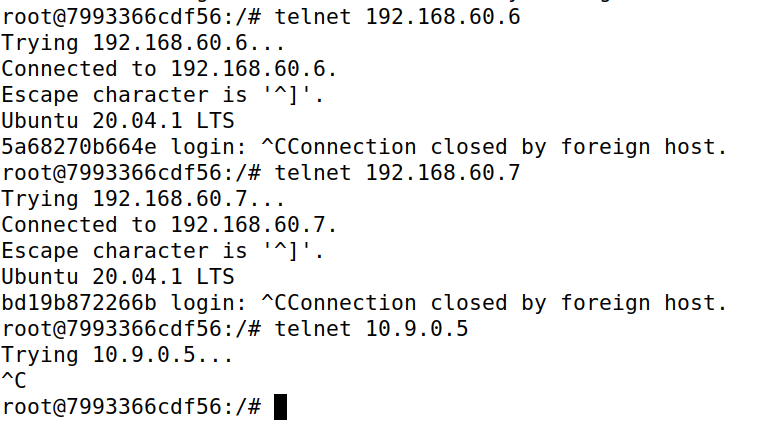 root@7993366cdf56:/# telnet 192.168.60.6
Trying 192.168.60.6...
Connected to 192.168.60.6.
Escape character is '^]'.
Ubuntu 20.04.1 LTS
5a68270b664e login: ^CConnection closed by foreign host.
root@7993366cdf56:/# telnet 192.168.60.7
Trying 192.168.60.7...
Connected to 192.168.60.7.
Escape character is '^]'.
Ubuntu 20.04.1 LTS
bd19b872266b login: ^CConnection closed by foreign host.
root@7993366cdf56:/# telnet 10.9.0.5
Trying 10.9.0.5...
^C
root@7993366cdf56:/#